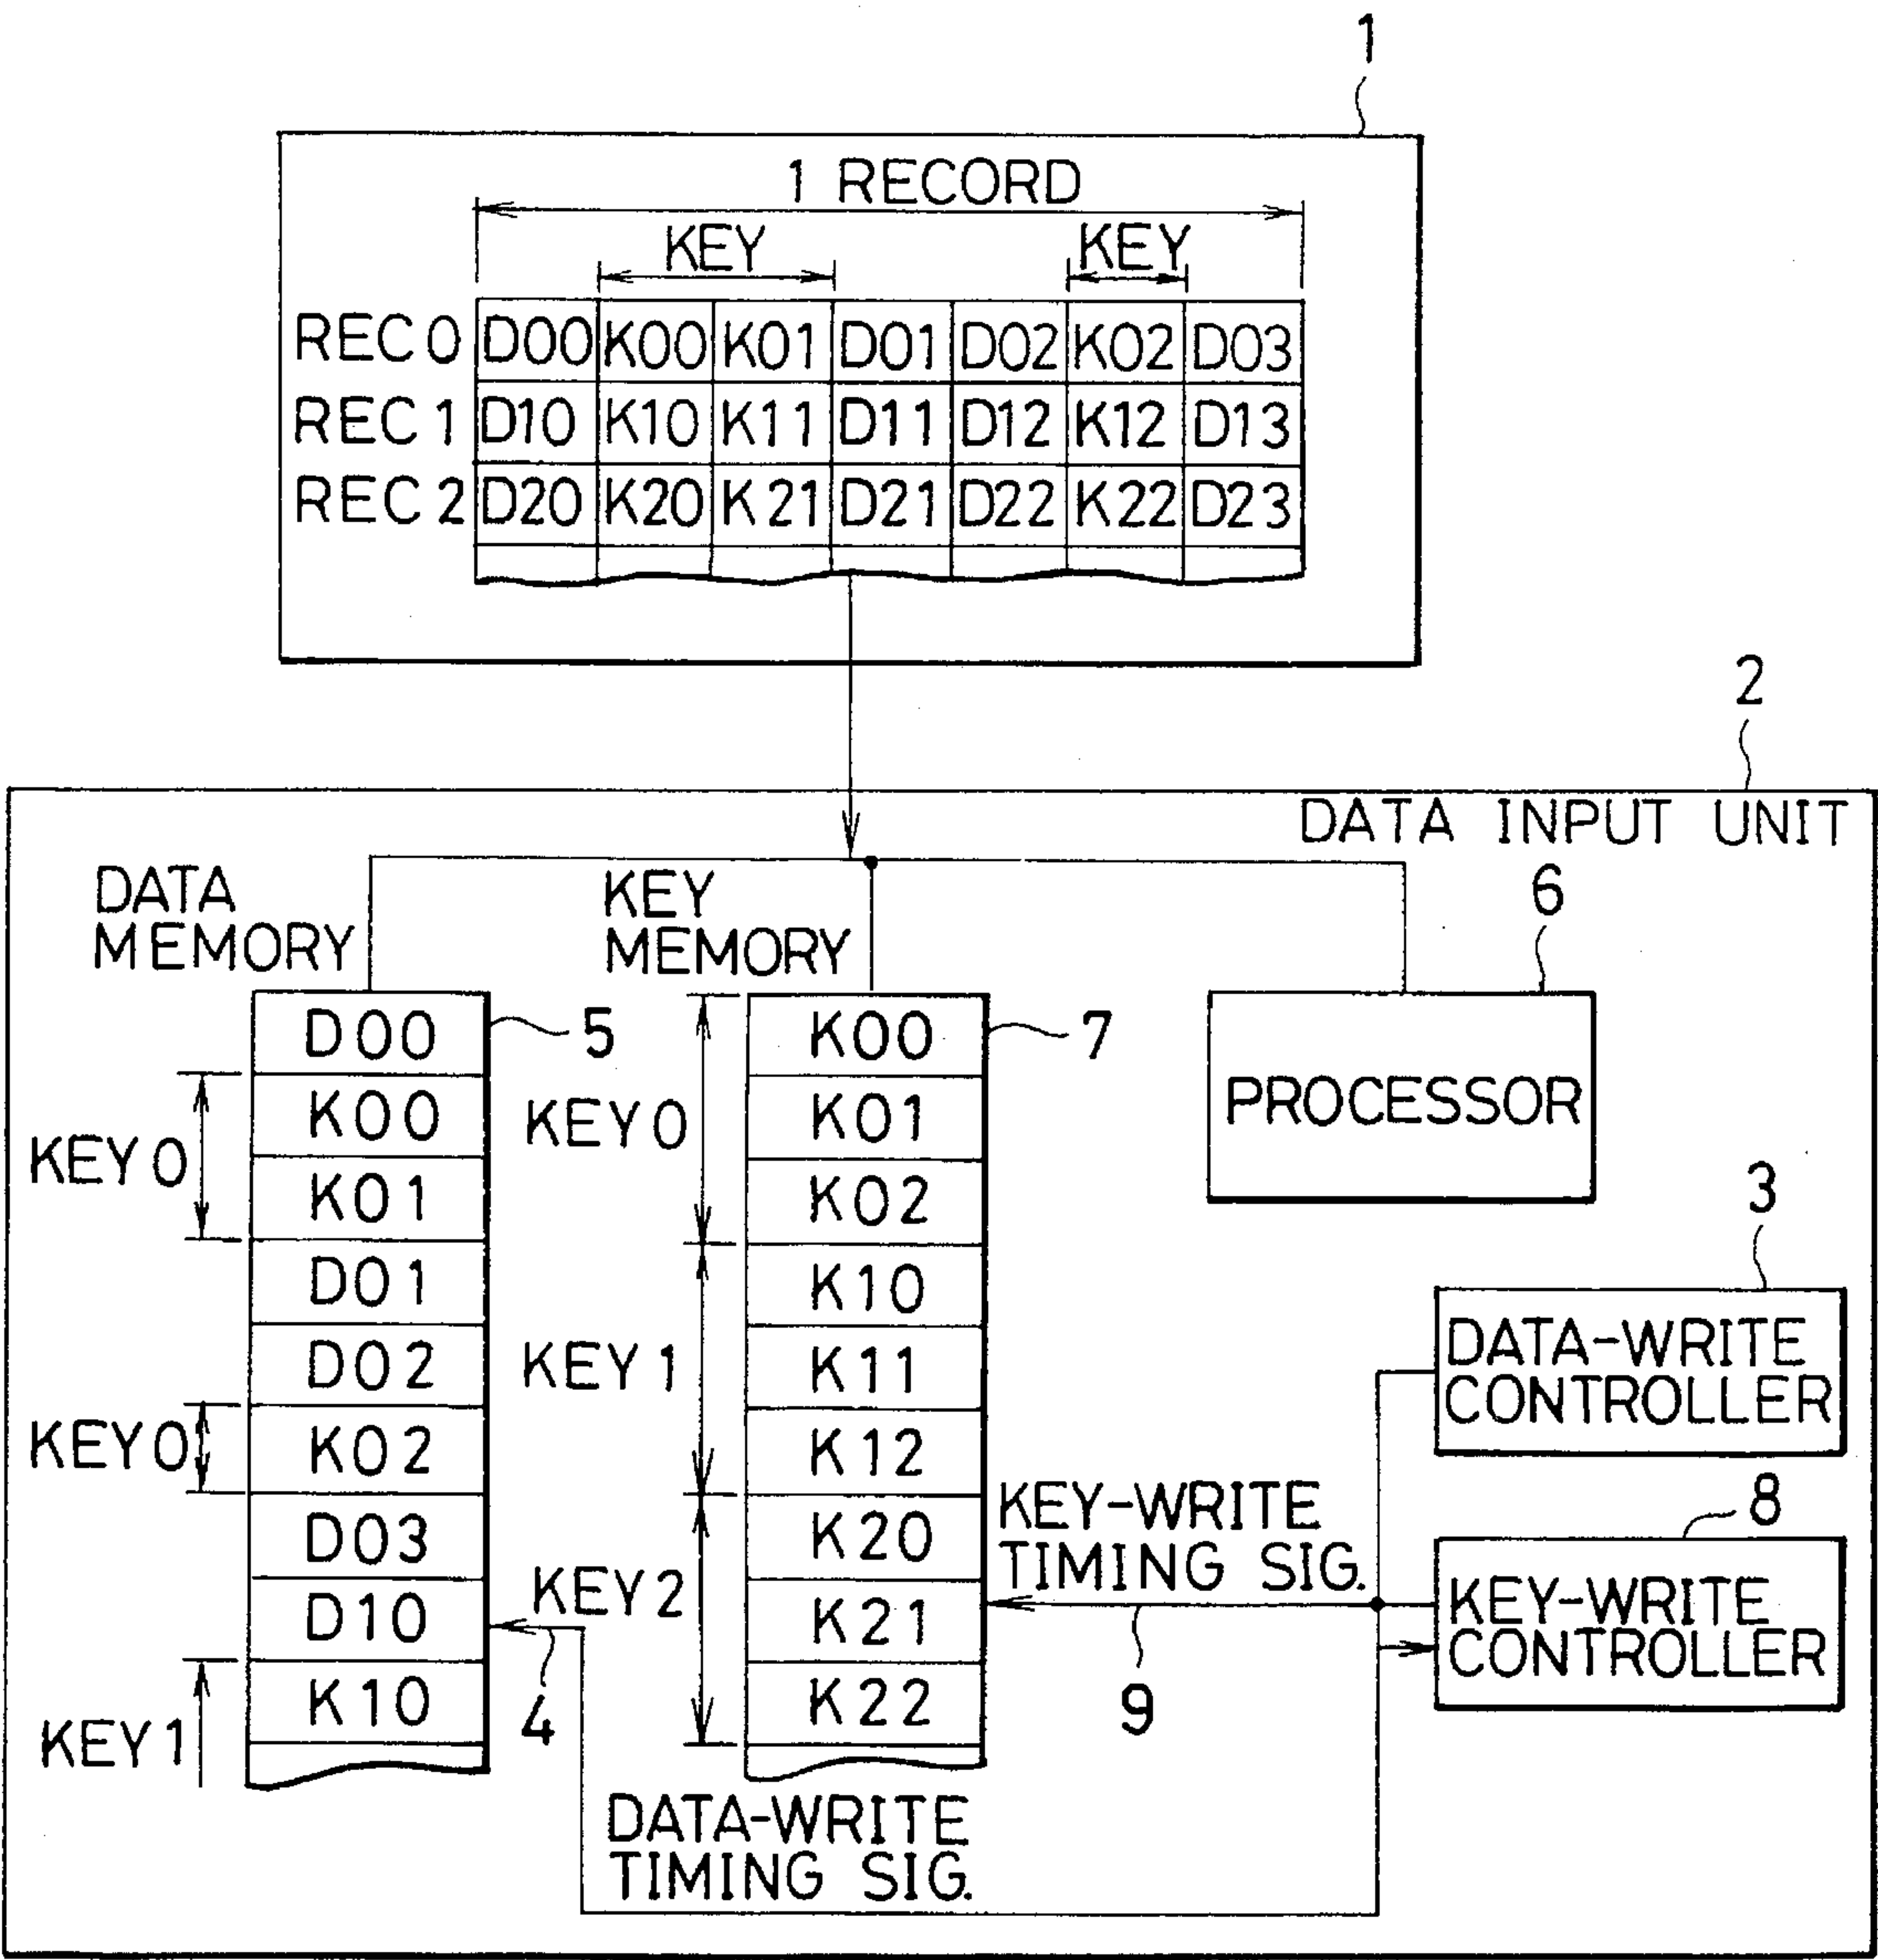 1
1 RECORD
KEY KEY
REC 0 D00 K00 K01 D01 D02 K02 D03
REC 1 D10 K10 K11 D11 D12 K12 D13
REC 2 D20 K20 K21 D21 D22 K22 D23
2
DATA INPUT UNIT
DATA
MEMORY
KEY
MEMORY
6
D00
K00
K01
D01
D02
K02
D03
D10
K10
5
KEY 0
KEY 0
KEY 1
4
K00
K01
K02
K10
K11
K12
K20
K21
K22
7
KEY 0
KEY 1
KEY 2
PROCESSOR
3
DATA-WRITE
CONTROLLER
8
KEY-WRITE
CONTROLLER
KEY-WRITE
TIMING SIG.
9
DATA-WRITE
TIMING SIG.